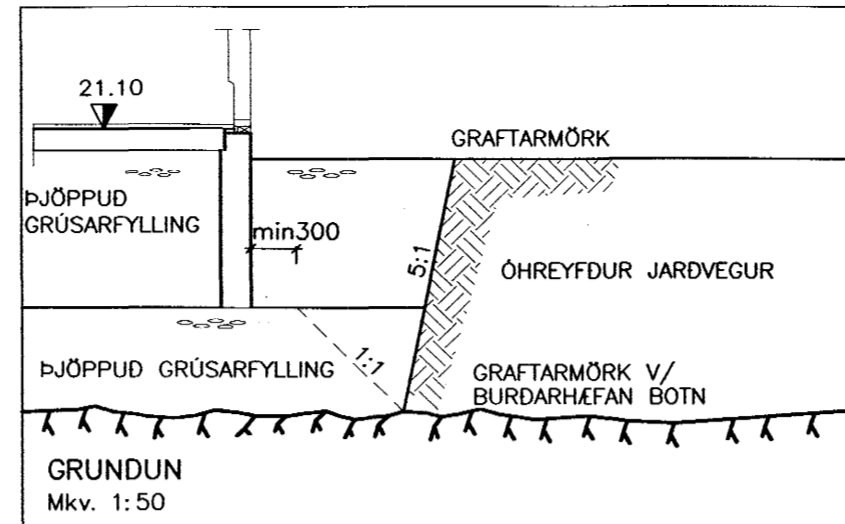 21.10
GRAFTARMÖRK
ÞJÖPPUÐ
GRÚSARFYLLING
min300
5:1
ÓHREYFÐUR JARÐVEGUR
1:1
ÞJÖPPUÐ GRÚSARFYLLING
GRAFTARMÖRK V/
BURÐARHÆFAN BOTN
GRUNDUN
Mkv. 1:50